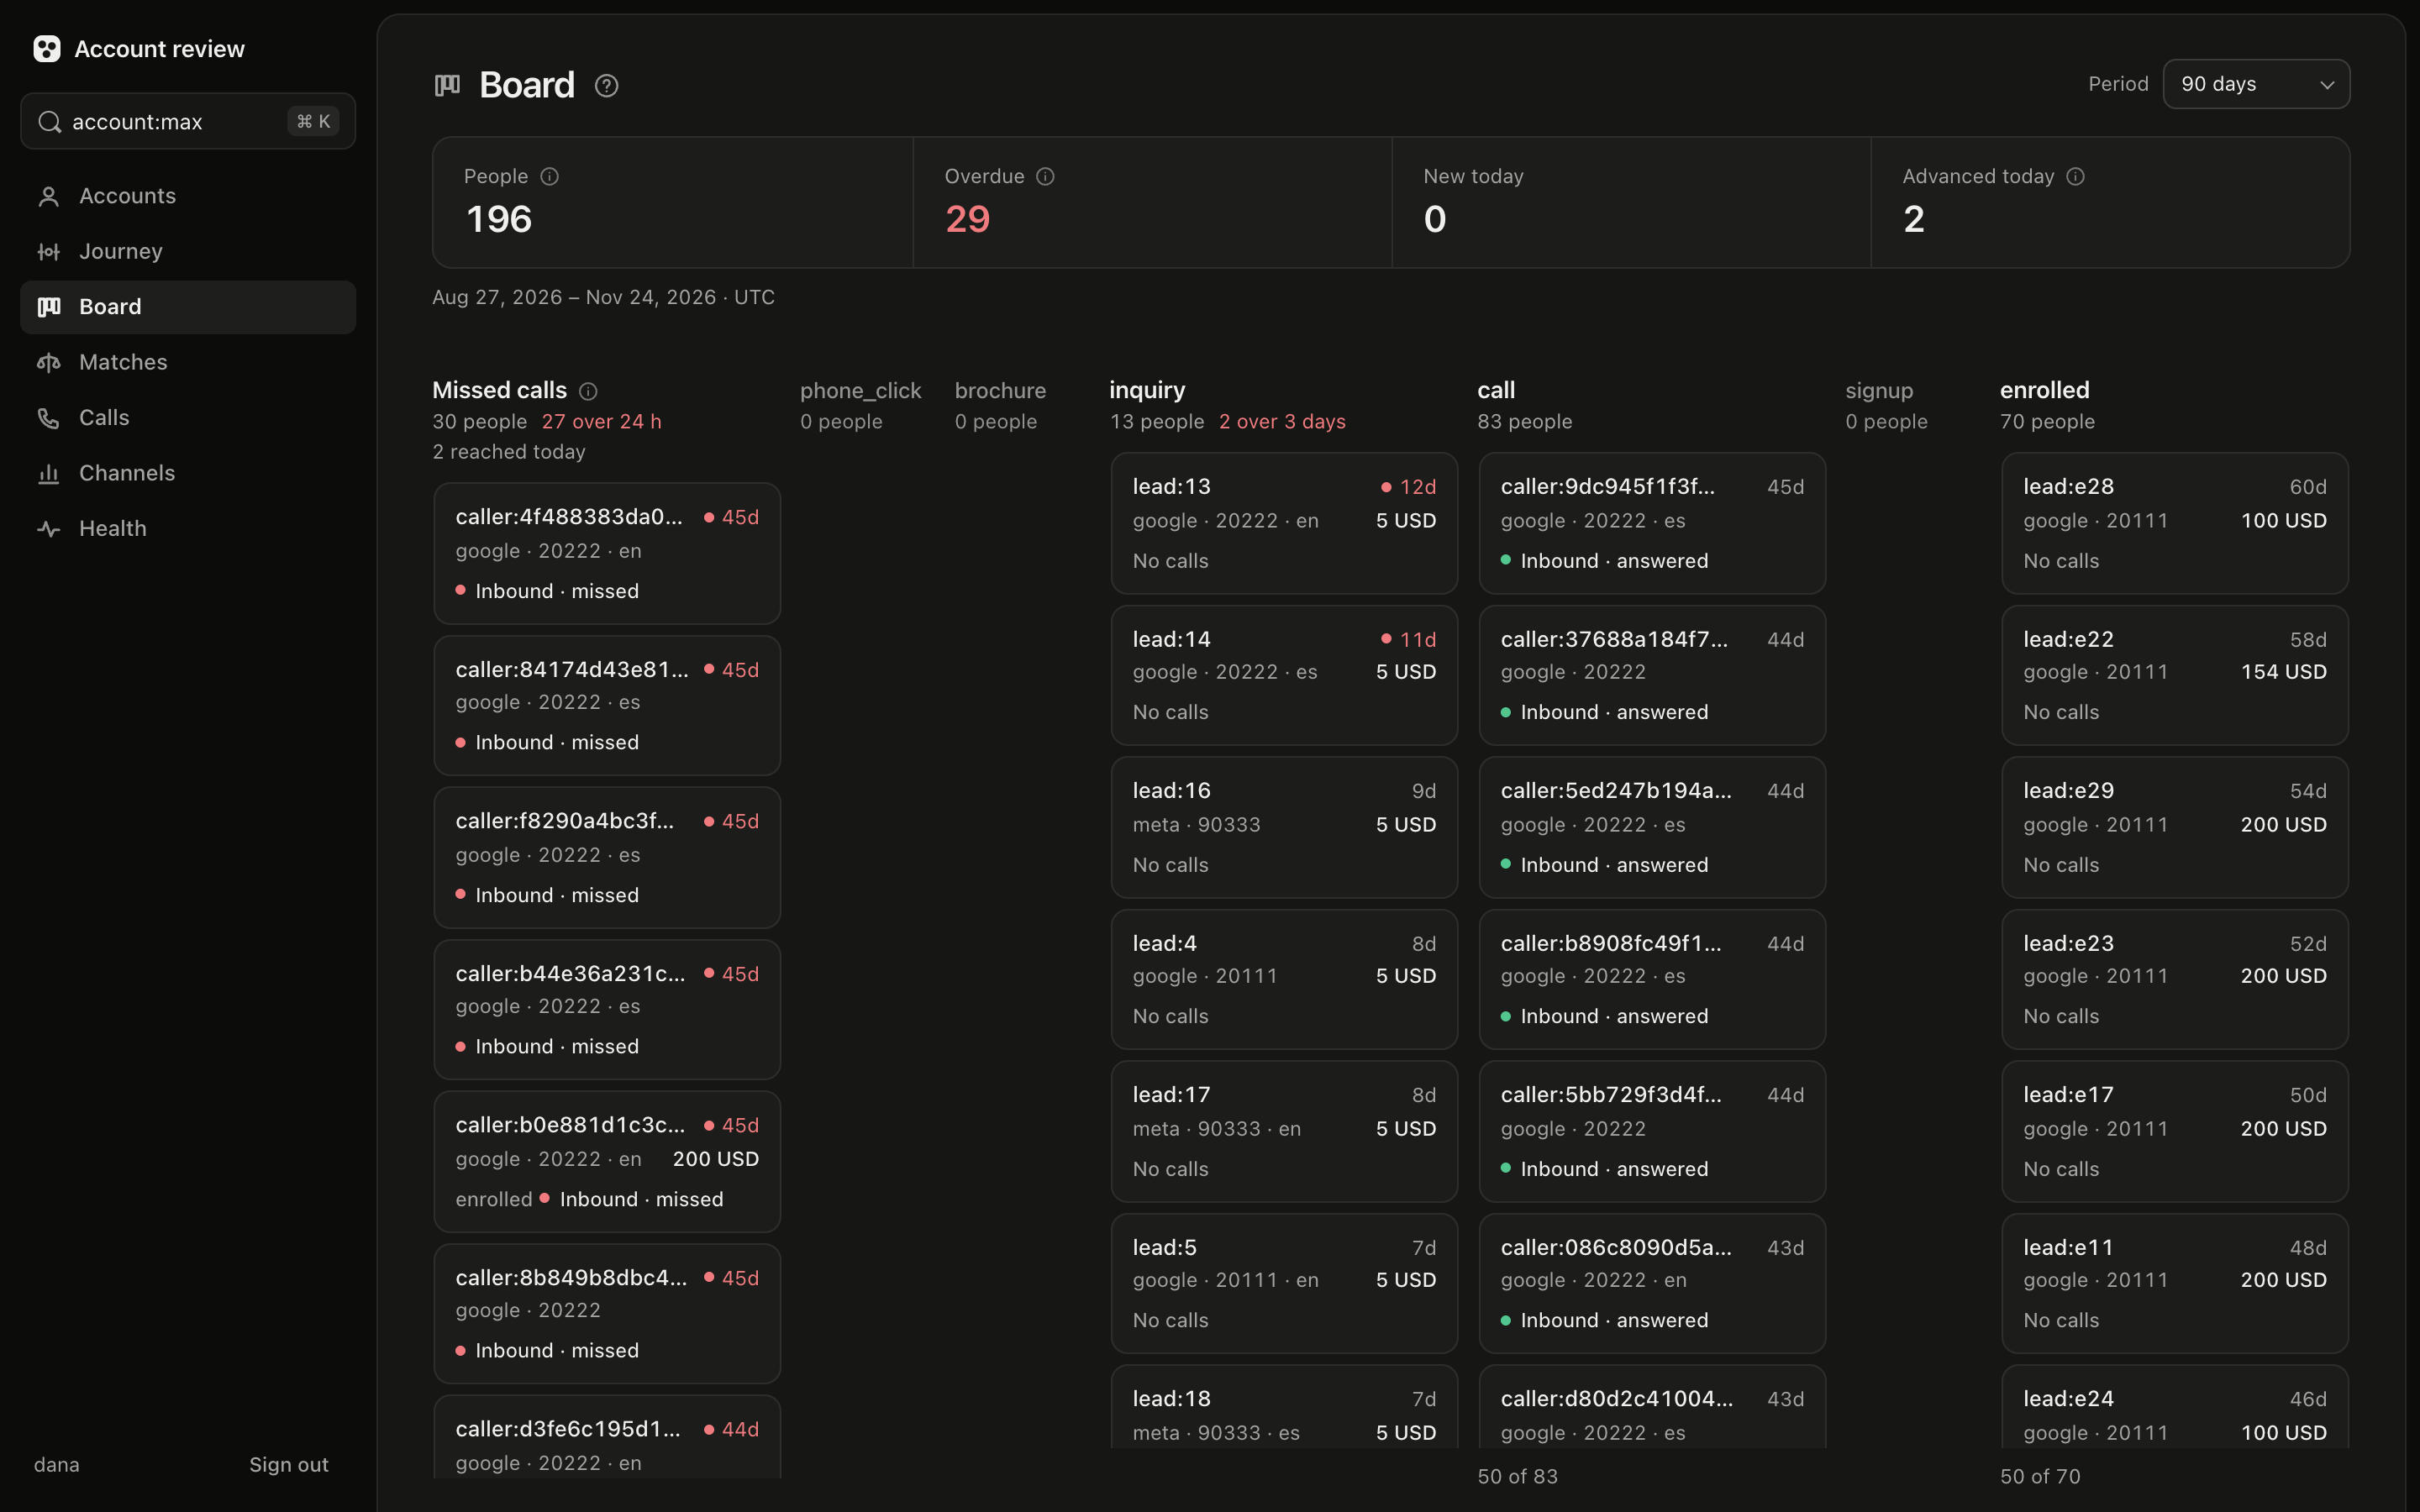 Account review
account:max
⌘ K
Accounts
Journey
Board
Matches
Calls
Channels
Health
dana
Sign out
Board
Period
90 days
People
196
Overdue
29
New today
0
Advanced today
2
Aug 27, 2026 – Nov 24, 2026 · UTC
Missed calls
30 people 27 over 24 h
2 reached today
caller:4f488383da0... 45d
google · 20222 · en
Inbound · missed
caller:84174d43e81... 45d
google · 20222 · es
Inbound · missed
caller:f8290a4bc3f... 45d
google · 20222 · es
Inbound · missed
caller:b44e36a231c... 45d
google · 20222 · es
Inbound · missed
caller:b0e881d1c3c... 45d
google · 20222 · en 200 USD
enrolled Inbound · missed
caller:8b849b8dbc4... 45d
google · 20222
Inbound · missed
caller:d3fe6c195d1... 44d
google · 20222 · en
phone_click
0 people
brochure
0 people
inquiry
13 people 2 over 3 days
lead:13 12d
google · 20222 · en 5 USD
No calls
lead:14 11d
google · 20222 · es 5 USD
No calls
lead:16 9d
meta · 90333 5 USD
No calls
lead:4 8d
google · 20111 5 USD
No calls
lead:17 8d
meta · 90333 · en 5 USD
No calls
lead:5 7d
google · 20111 · en 5 USD
No calls
lead:18 7d
meta · 90333 · es 5 USD
call
83 people
caller:9dc945f1f3f... 45d
google · 20222 · es
Inbound · answered
caller:37688a184f7... 44d
google · 20222
Inbound · answered
caller:5ed247b194a... 44d
google · 20222 · es
Inbound · answered
caller:b8908fc49f1... 44d
google · 20222 · es
Inbound · answered
caller:5bb729f3d4f... 44d
google · 20222
Inbound · answered
caller:086c8090d5a... 43d
google · 20222 · en
Inbound · answered
caller:d80d2c41004... 43d
google · 20222 · es
50 of 83
signup
0 people
enrolled
70 people
lead:e28 60d
google · 20111 100 USD
No calls
lead:e22 58d
google · 20111 154 USD
No calls
lead:e29 54d
google · 20111 200 USD
No calls
lead:e23 52d
google · 20111 200 USD
No calls
lead:e17 50d
google · 20111 200 USD
No calls
lead:e11 48d
google · 20111 200 USD
No calls
lead:e24 46d
google · 20111 100 USD
50 of 70